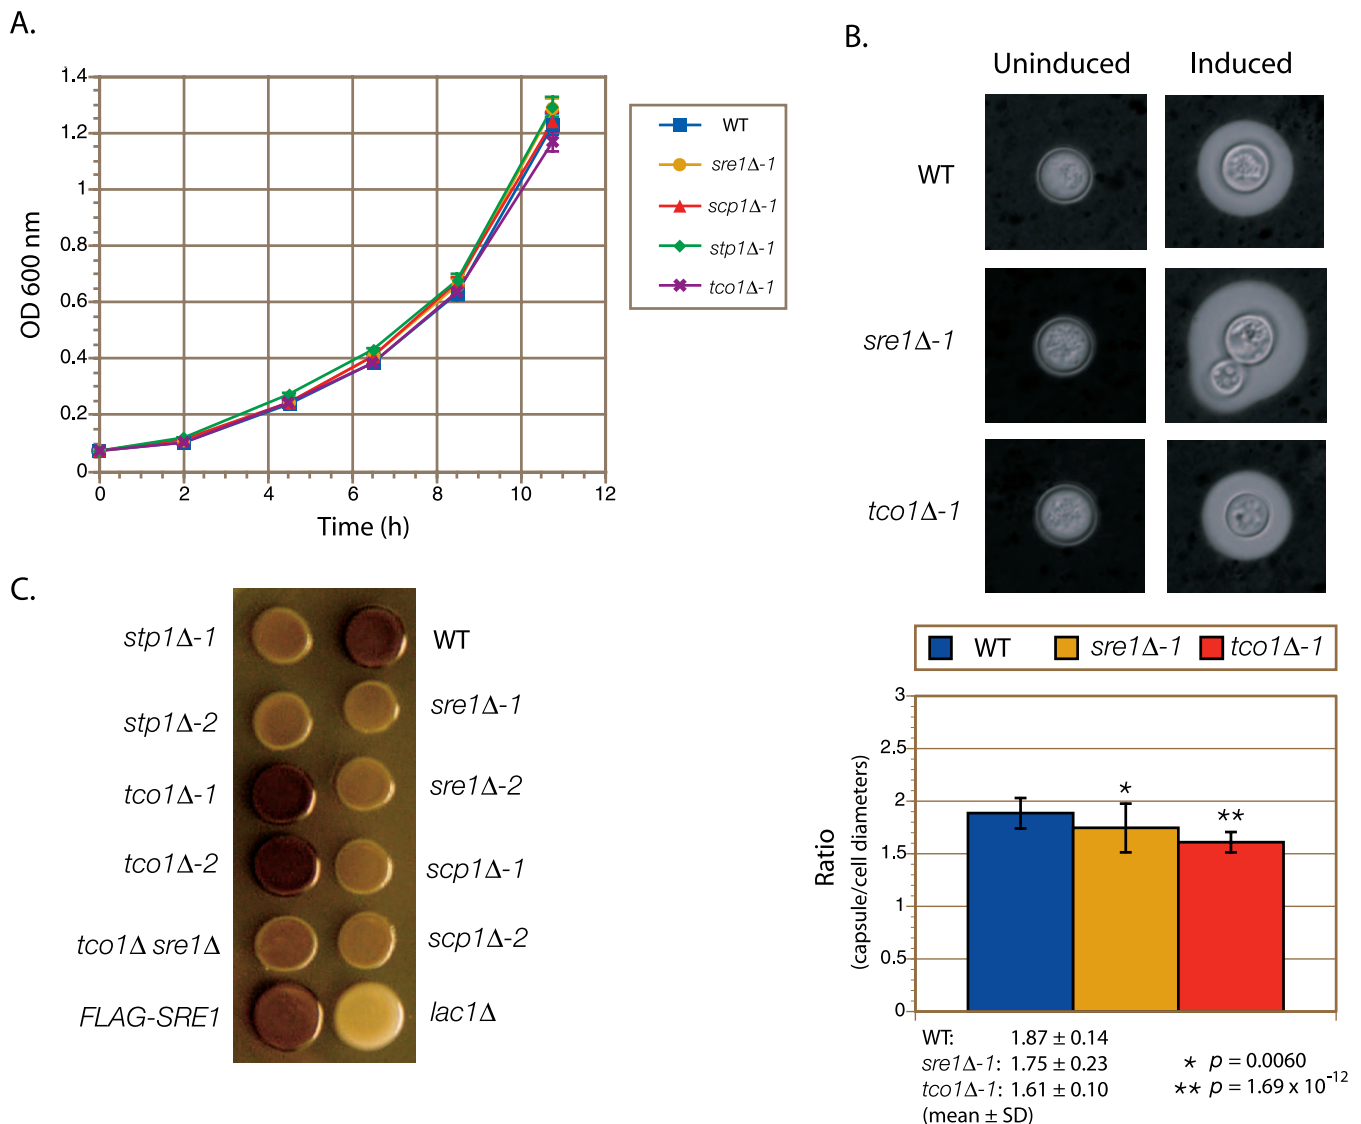 A.
1.4
1.2
1
0.8
0.6
0.4
0.2
0
0
2
4
6
8
10
12
OD 600 nm
Time (h)
WT
sre1Δ-1
scp1Δ-1
stp1Δ-1
tco1Δ-1
B.
Uninduced Induced
WT
sre1Δ-1
tco1Δ-1
WT sre1Δ-1 tco1Δ-1
3
2.5
2
1.5
1
0.5
0
Ratio
(capsule/cell diameters)
*
**
WT: 1.87 ± 0.14
sre1Δ-1: 1.75 ± 0.23 * p = 0.0060
tco1Δ-1: 1.61 ± 0.10 ** p = 1.69 x 10⁻¹²
(mean ± SD)
C.
stp1Δ-1
stp1Δ-2
tco1Δ-1
tco1Δ-2
tco1Δ sre1Δ
FLAG-SRE1
WT
sre1Δ-1
sre1Δ-2
scp1Δ-1
scp1Δ-2
lac1Δ